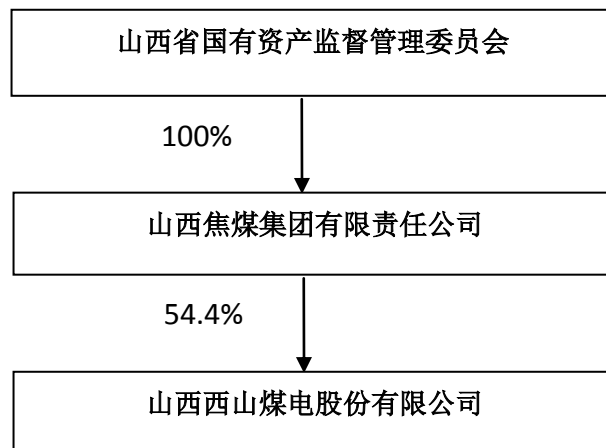 山西省国有资产监督管理委员会
100%
山西焦煤集团有限责任公司
54.4%
山西西山煤电股份有限公司